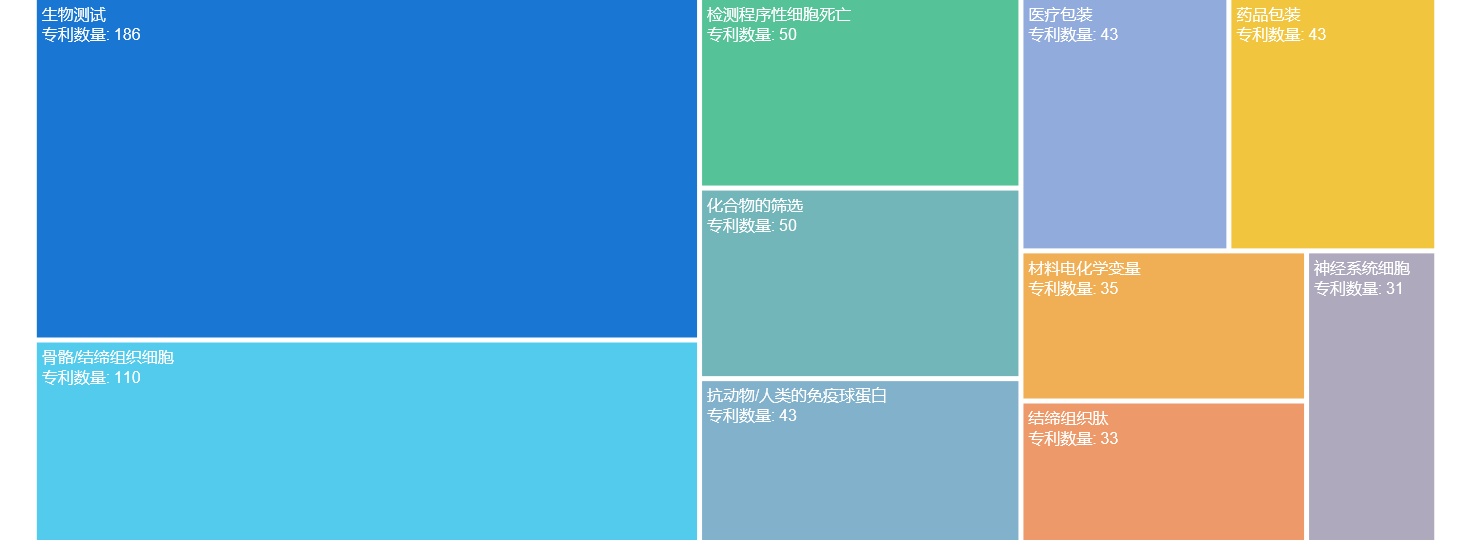 生物测试
专利数量: 186
骨骼/结缔组织细胞
专利数量: 110
检测程序性细胞死亡
专利数量: 50
化合物的筛选
专利数量: 50
抗动物/人类的免疫球蛋白
专利数量: 43
医疗包装
专利数量: 43
药品包装
专利数量: 43
材料电化学变量
专利数量: 35
结缔组织肽
专利数量: 33
神经系统细胞
专利数量: 31